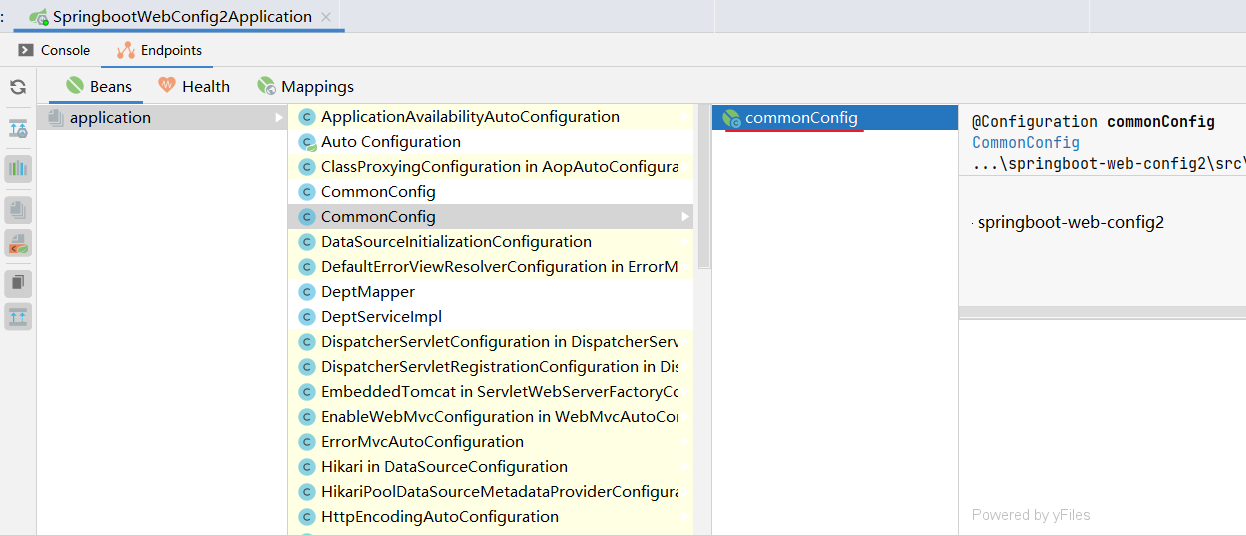 :
SpringbootWebConfig2Application
Console
Endpoints
Beans
Health
Mappings
application
ApplicationAvailabilityAutoConfiguration
Auto Configuration
ClassProxyingConfiguration in AopAutoConfigura
CommonConfig
CommonConfig
DataSourceInitializationConfiguration
DefaultErrorViewResolverConfiguration in ErrorM
DeptMapper
DeptServiceImpl
DispatcherServletConfiguration in DispatcherServ
DispatcherServletRegistrationConfiguration in Dis
EmbeddedTomcat in ServletWebServerFactoryCo
EnableWebMvcConfiguration in WebMvcAutoCon
ErrorMvcAutoConfiguration
Hikari in DataSourceConfiguration
HikariPoolDataSourceMetadataProviderConfigura
HttpEncodingAutoConfiguration
commonConfig
@Configuration commonConfig
CommonConfig
...\springboot-web-config2\src\
springboot-web-config2
Powered by yFiles